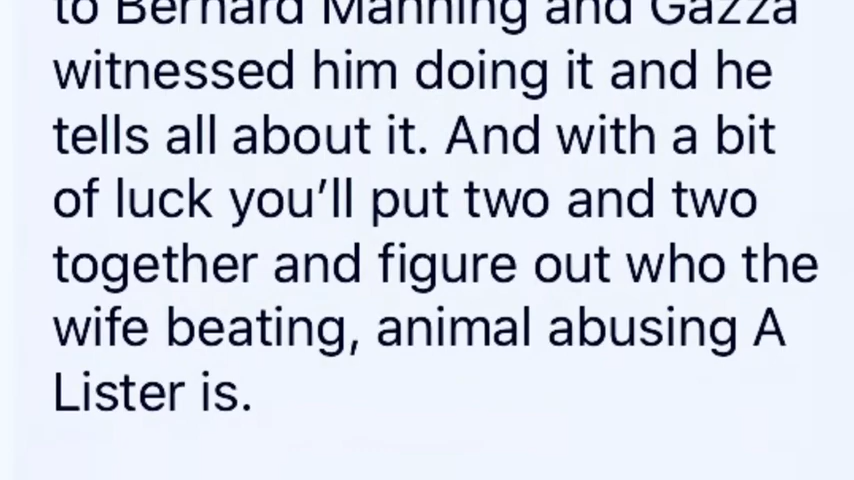 to Bernard Manning and Gazza
witnessed him doing it and he
tells all about it. And with a bit
of luck you’ll put two and two
together and figure out who the
wife beating, animal abusing A
Lister is.